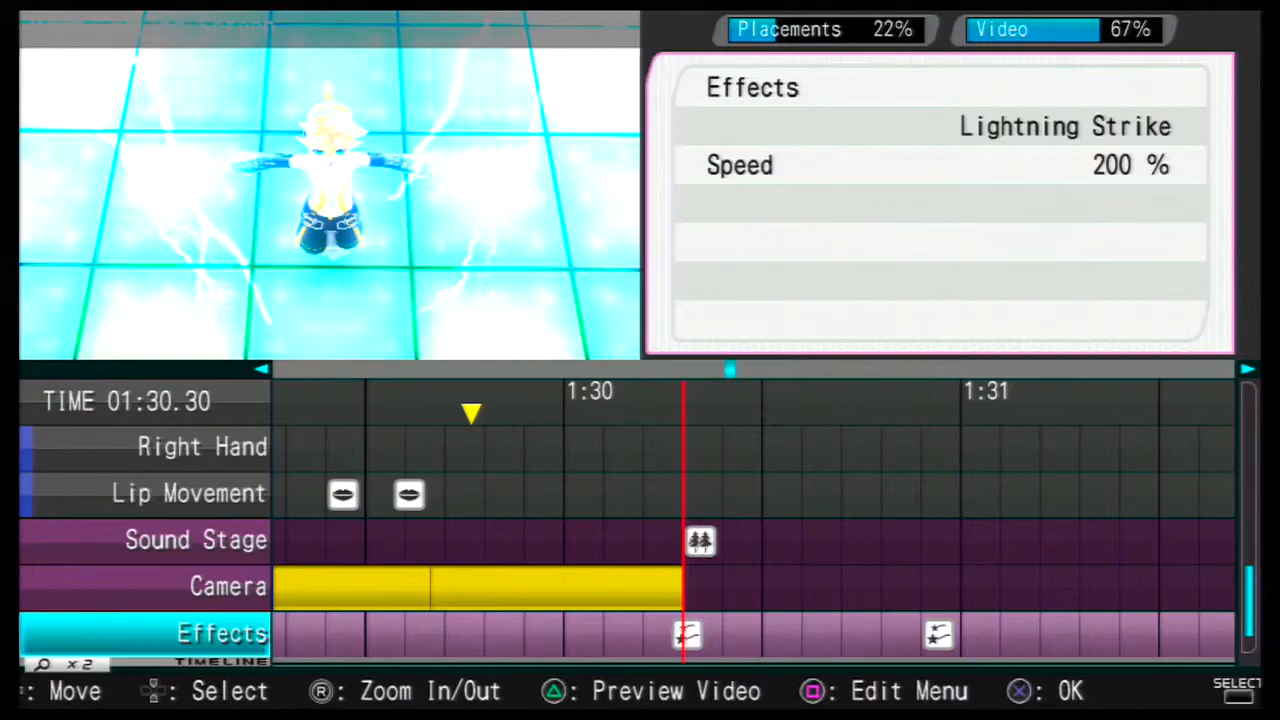 Placements 22%
Video 67%
Effects
Lightning Strike
Speed 200 %
TIME 01:30.30
1:30
1:31
Right Hand
Lip Movement
Sound Stage
Camera
Effects
×2
TIMELINE
: Move
: Select
R: Zoom In/Out
: Preview Video
: Edit Menu
: OK
SELECT